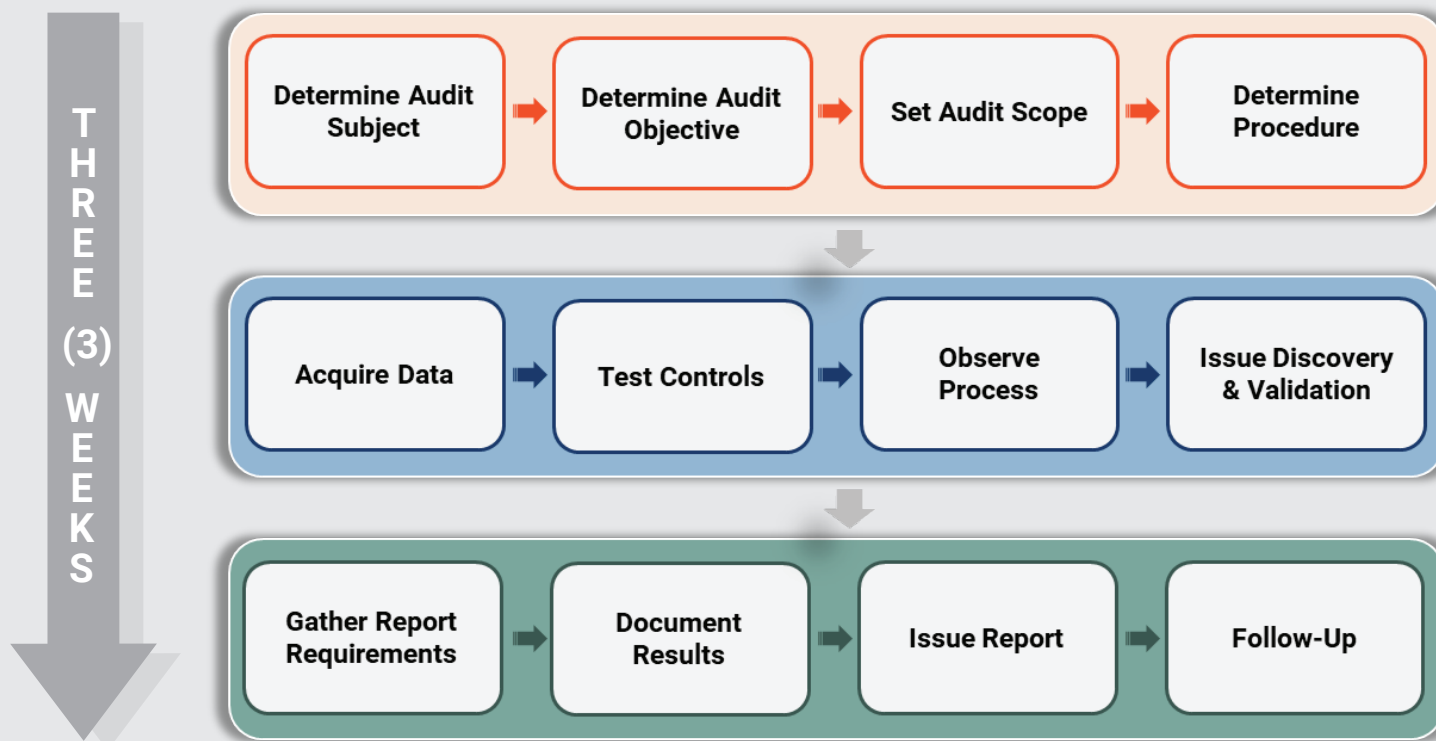 THREE
(3)
WEEKS
Determine Audit
Subject
Determine Audit
Objective
Set Audit Scope
Determine
Procedure
Acquire Data
Test Controls
Observe
Process
Issue Discovery
& Validation
Gather Report
Requirements
Document
Results
Issue Report
Follow-Up